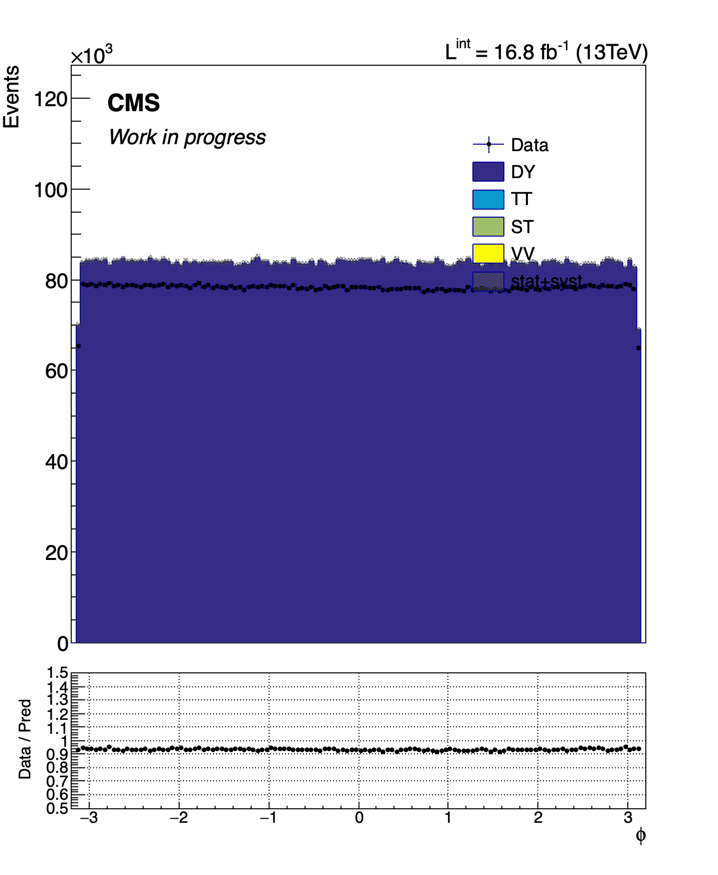 ×10³
L^int = 16.8 fb⁻¹ (13TeV)
Events
CMS
Work in progress
Data
DY
TT
ST
VV
stat+syst
120
100
80
60
40
20
0
Data / Pred
1.5
1.4
1.3
1.2
1.1
1
0.9
0.8
0.7
0.6
0.5
−3 −2 −1 0 1 2 3
ϕ